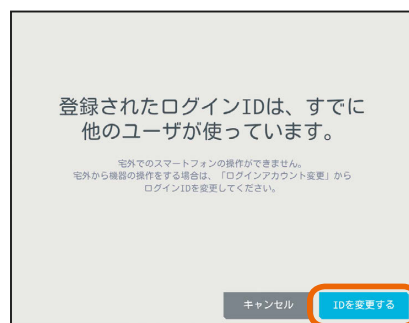 登録されたログインIDは、すでに
他のユーザが使っています。
宅外でのスマートフォンの操作ができません。
宅外から機器の操作をする場合は、「ログインアカウント変更」から
ログインIDを変更してください。
キャンセル
IDを変更する